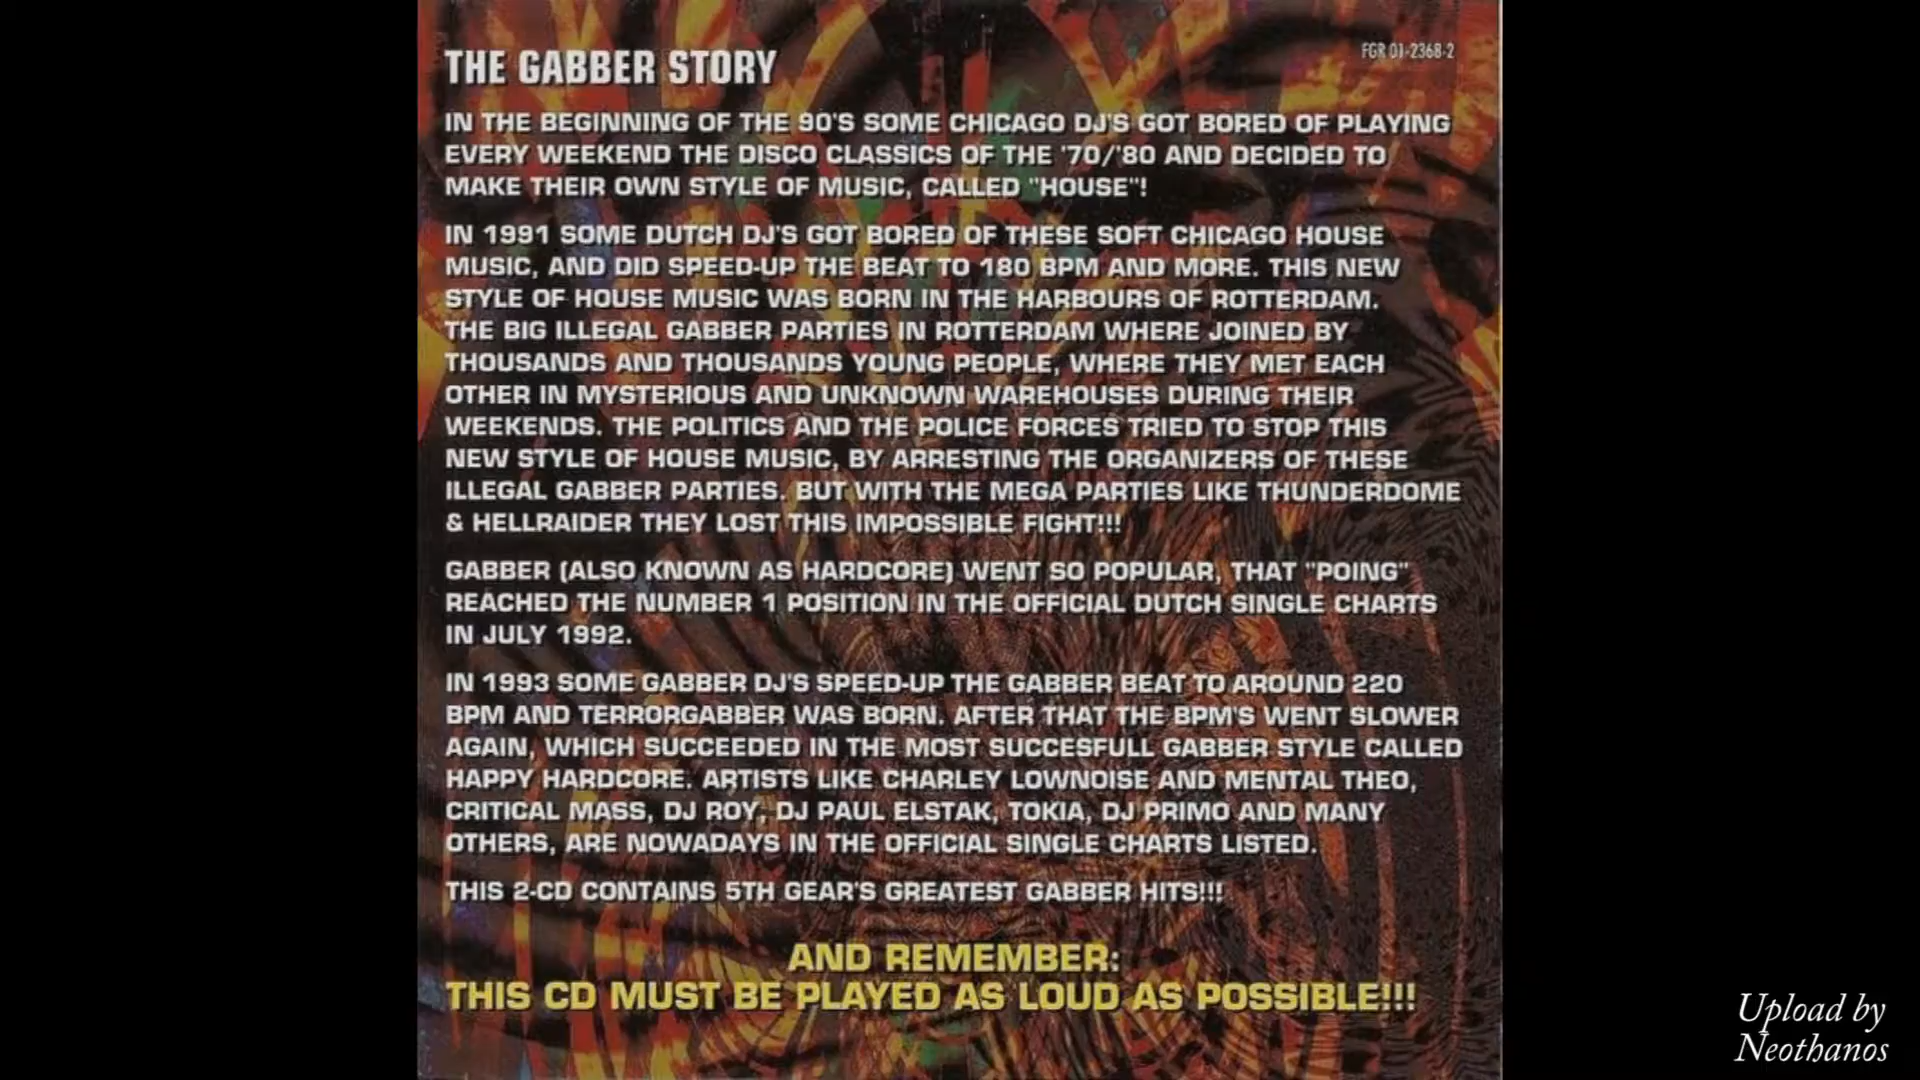 THE GABBER STORY
FGR 01-2368-2
IN THE BEGINNING OF THE 90'S SOME CHICAGO DJ'S GOT BORED OF PLAYING
EVERY WEEKEND THE DISCO CLASSICS OF THE '70/'80 AND DECIDED TO
MAKE THEIR OWN STYLE OF MUSIC, CALLED "HOUSE"!
IN 1991 SOME DUTCH DJ'S GOT BORED OF THESE SOFT CHICAGO HOUSE
MUSIC, AND DID SPEED-UP THE BEAT TO 180 BPM AND MORE. THIS NEW
STYLE OF HOUSE MUSIC WAS BORN IN THE HARBOURS OF ROTTERDAM.
THE BIG ILLEGAL GABBER PARTIES IN ROTTERDAM WHERE JOINED BY
THOUSANDS AND THOUSANDS YOUNG PEOPLE, WHERE THEY MET EACH
OTHER IN MYSTERIOUS AND UNKNOWN WAREHOUSES DURING THEIR
WEEKENDS. THE POLITICS AND THE POLICE FORCES TRIED TO STOP THIS
NEW STYLE OF HOUSE MUSIC, BY ARRESTING THE ORGANIZERS OF THESE
ILLEGAL GABBER PARTIES. BUT WITH THE MEGA PARTIES LIKE THUNDERDOME
& HELLRAIDER THEY LOST THIS IMPOSSIBLE FIGHT!!!
GABBER (ALSO KNOWN AS HARDCORE) WENT SO POPULAR, THAT "POING"
REACHED THE NUMBER 1 POSITION IN THE OFFICIAL DUTCH SINGLE CHARTS
IN JULY 1992.
IN 1993 SOME GABBER DJ'S SPEED-UP THE GABBER BEAT TO AROUND 220
BPM AND TERRORGABBER WAS BORN. AFTER THAT THE BPM'S WENT SLOWER
AGAIN, WHICH SUCCEEDED IN THE MOST SUCCESFULL GABBER STYLE CALLED
HAPPY HARDCORE. ARTISTS LIKE CHARLEY LOWNOISE AND MENTAL THEO,
CRITICAL MASS, DJ ROY, DJ PAUL ELSTAK, TOKIA, DJ PRIMO AND MANY
OTHERS, ARE NOWADAYS IN THE OFFICIAL SINGLE CHARTS LISTED.
THIS 2-CD CONTAINS 5TH GEAR'S GREATEST GABBER HITS!!!
AND REMEMBER:
THIS CD MUST BE PLAYED AS LOUD AS POSSIBLE!!!
Upload by
Neothanos